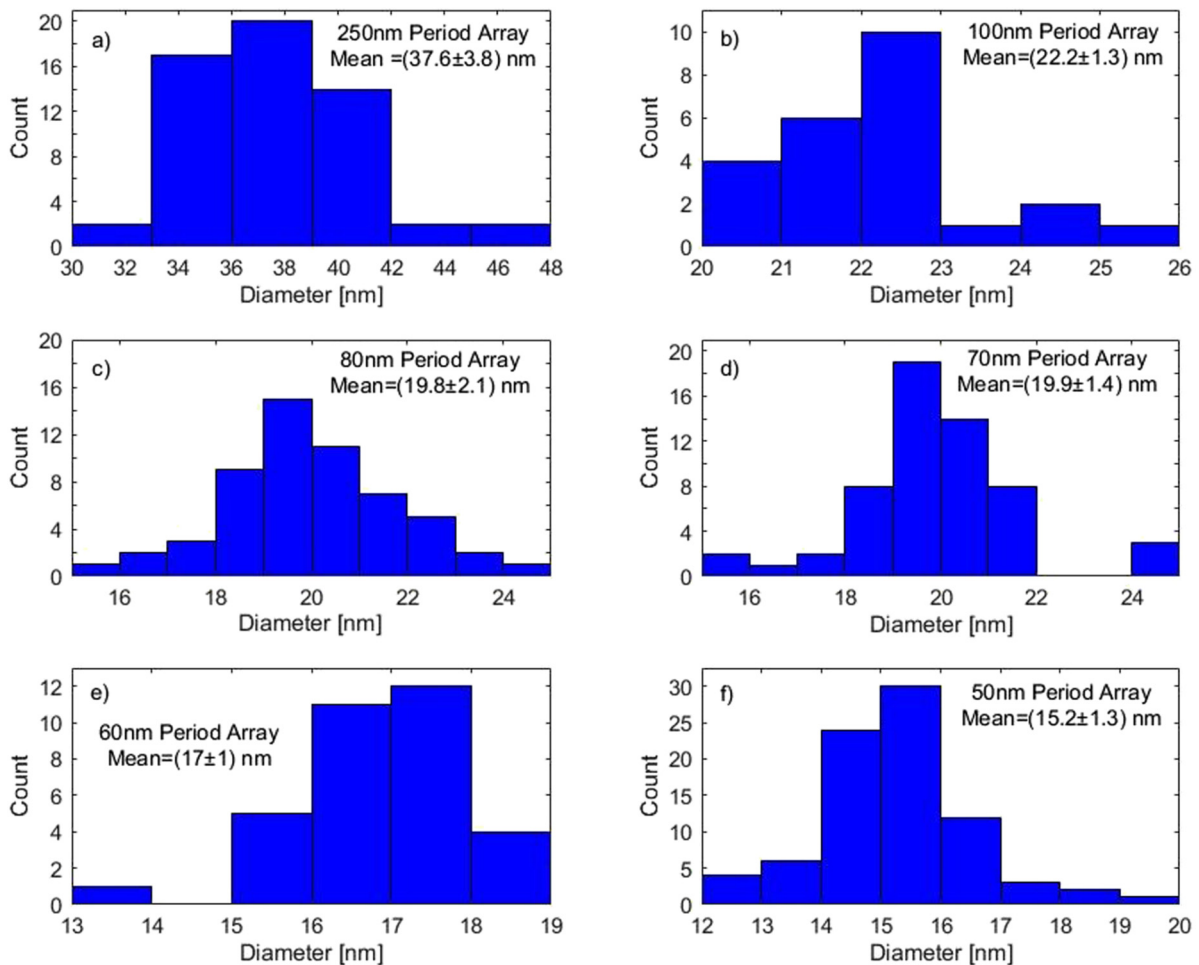 a)
250nm Period Array
Mean =(37.6±3.8) nm
20
16
12
8
4
0
Count
30 32 34 36 38 40 42 44 46 48
Diameter [nm]
b)
100nm Period Array
Mean=(22.2±1.3) nm
10
8
6
4
2
0
Count
20 21 22 23 24 25 26
Diameter [nm]
c)
80nm Period Array
Mean=(19.8±2.1) nm
20
16
12
8
4
0
Count
16 18 20 22 24
Diameter [nm]
d)
70nm Period Array
Mean=(19.9±1.4) nm
20
16
12
8
4
0
Count
16 18 20 22 24
Diameter [nm]
e)
60nm Period Array
Mean=(17±1) nm
12
10
8
6
4
2
0
Count
13 14 15 16 17 18 19
Diameter [nm]
f)
50nm Period Array
Mean=(15.2±1.3) nm
30
25
20
15
10
5
0
Count
12 13 14 15 16 17 18 19 20
Diameter [nm]